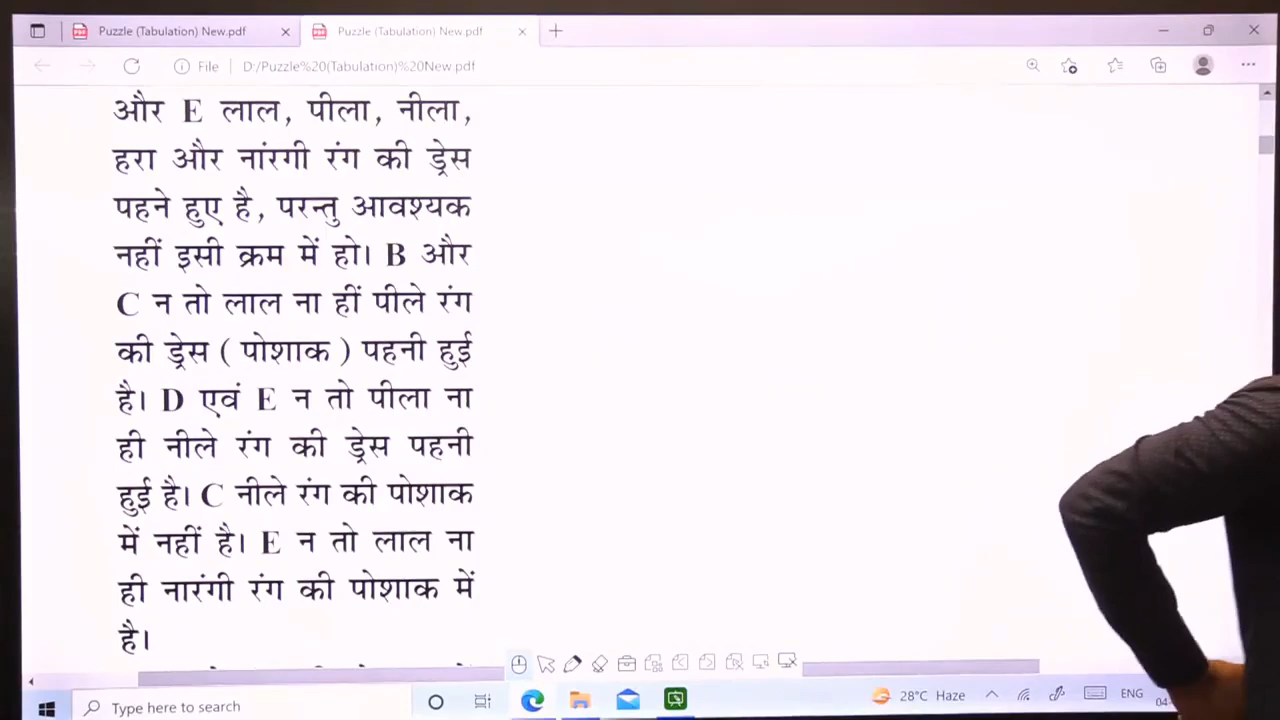 Puzzle (Tabulation) New.pdf
Puzzle (Tabulation) New.pdf
File D:/Puzzle%20(Tabulation)%20New.pdf
और E लाल, पीला, नीला,
हरा और नांरगी रंग की ड्रेस
पहने हुए है, परन्तु आवश्यक
नहीं इसी क्रम में हो। B और
C न तो लाल ना हीं पीले रंग
की ड्रेस ( पोशाक ) पहनी हुई
है। D एवं E न तो पीला ना
ही नीले रंग की ड्रेस पहनी
हुई है। C नीले रंग की पोशाक
में नहीं है। E न तो लाल ना
ही नारंगी रंग की पोशाक में
है।
Type here to search
28°C Haze
ENG